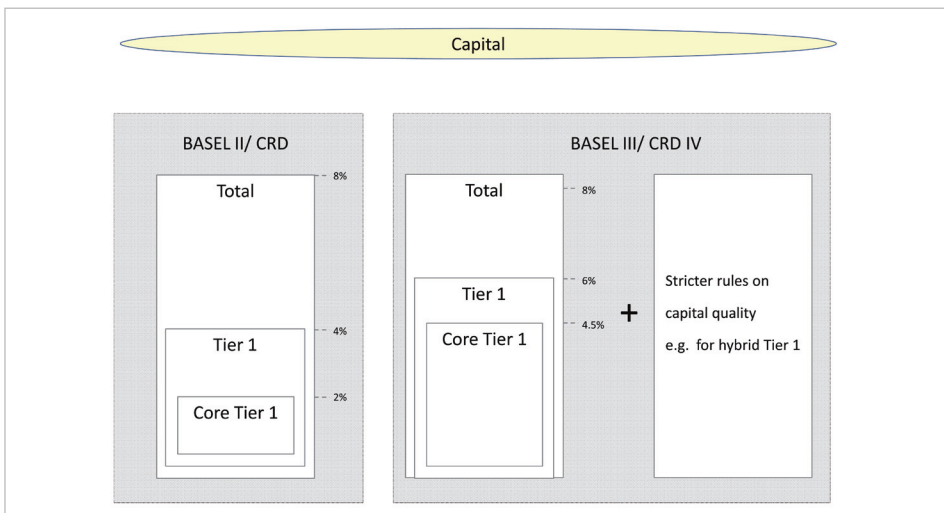 Capital
BASEL II/ CRD
Total
8%
Tier 1
4%
Core Tier 1
2%
BASEL III/ CRD IV
Total
8%
Tier 1
6%
Core Tier 1
4.5%
+
Stricter rules on
capital quality
e.g. for hybrid Tier 1